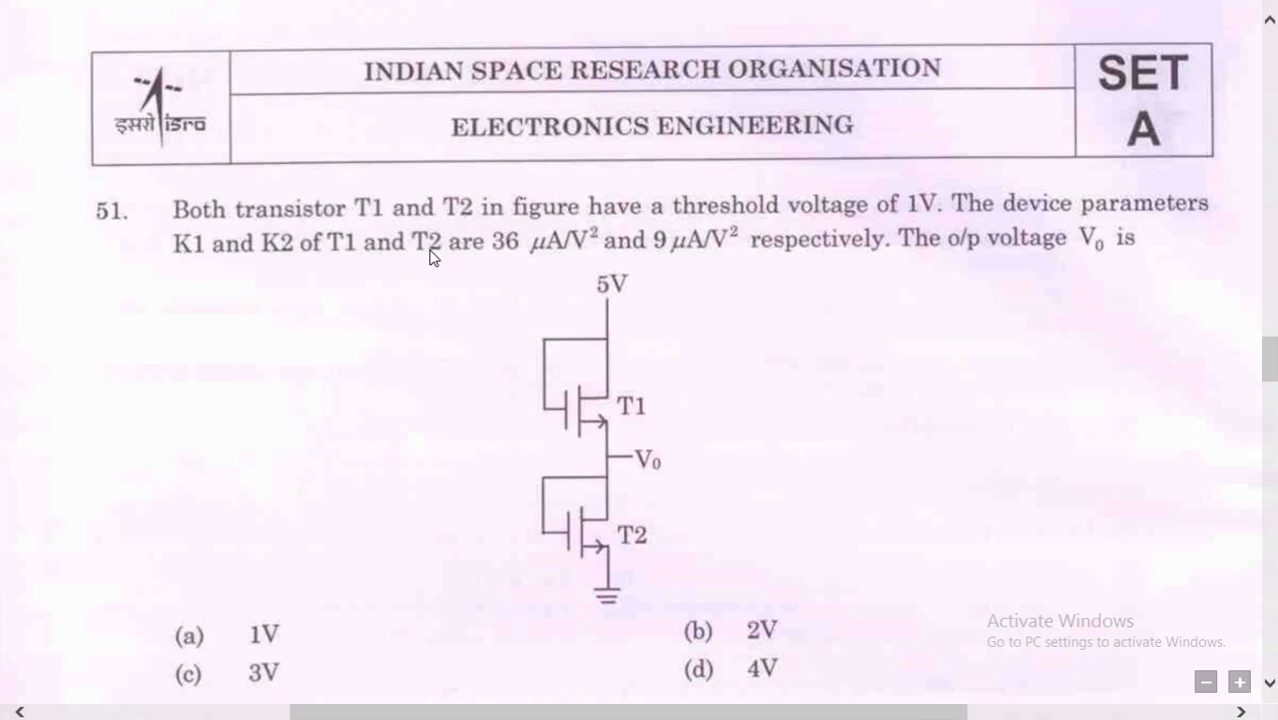 INDIAN SPACE RESEARCH ORGANISATION
SET
A
इसरो isro
ELECTRONICS ENGINEERING
51. Both transistor T1 and T2 in figure have a threshold voltage of 1V. The device parameters
K1 and K2 of T1 and T2 are 36 μA/V² and 9 μA/V² respectively. The o/p voltage V₀ is
5V
T1
V₀
T2
(a) 1V (b) 2V
(c) 3V (d) 4V
Activate Windows
Go to PC settings to activate Windows.